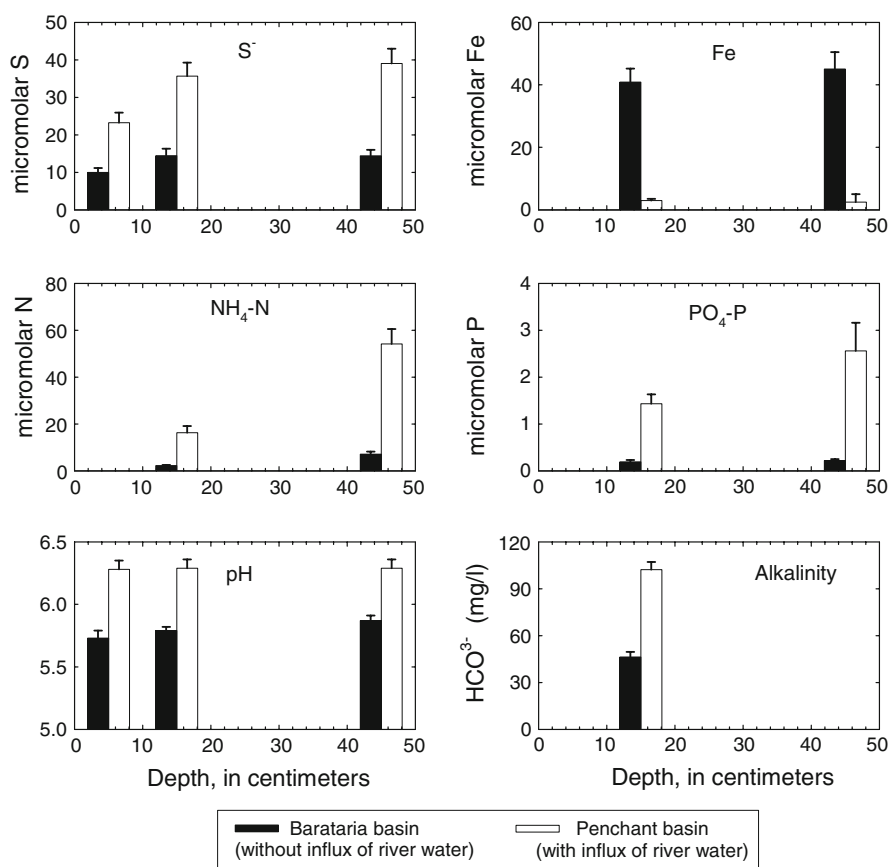 S-
micromolar S
50
40
30
20
10
0
0 10 20 30 40 50
Fe
micromolar Fe
60
40
20
0
0 10 20 30 40 50
NH4-N
micromolar N
80
60
40
20
0
0 10 20 30 40 50
PO4-P
micromolar P
4
3
2
1
0
0 10 20 30 40 50
pH
6.5
6.0
5.5
5.0
0 10 20 30 40 50
Depth, in centimeters
Alkalinity
HCO3- (mg/l)
120
90
60
30
0
0 10 20 30 40 50
Depth, in centimeters
Barataria basin
(without influx of river water)
Penchant basin
(with influx of river water)